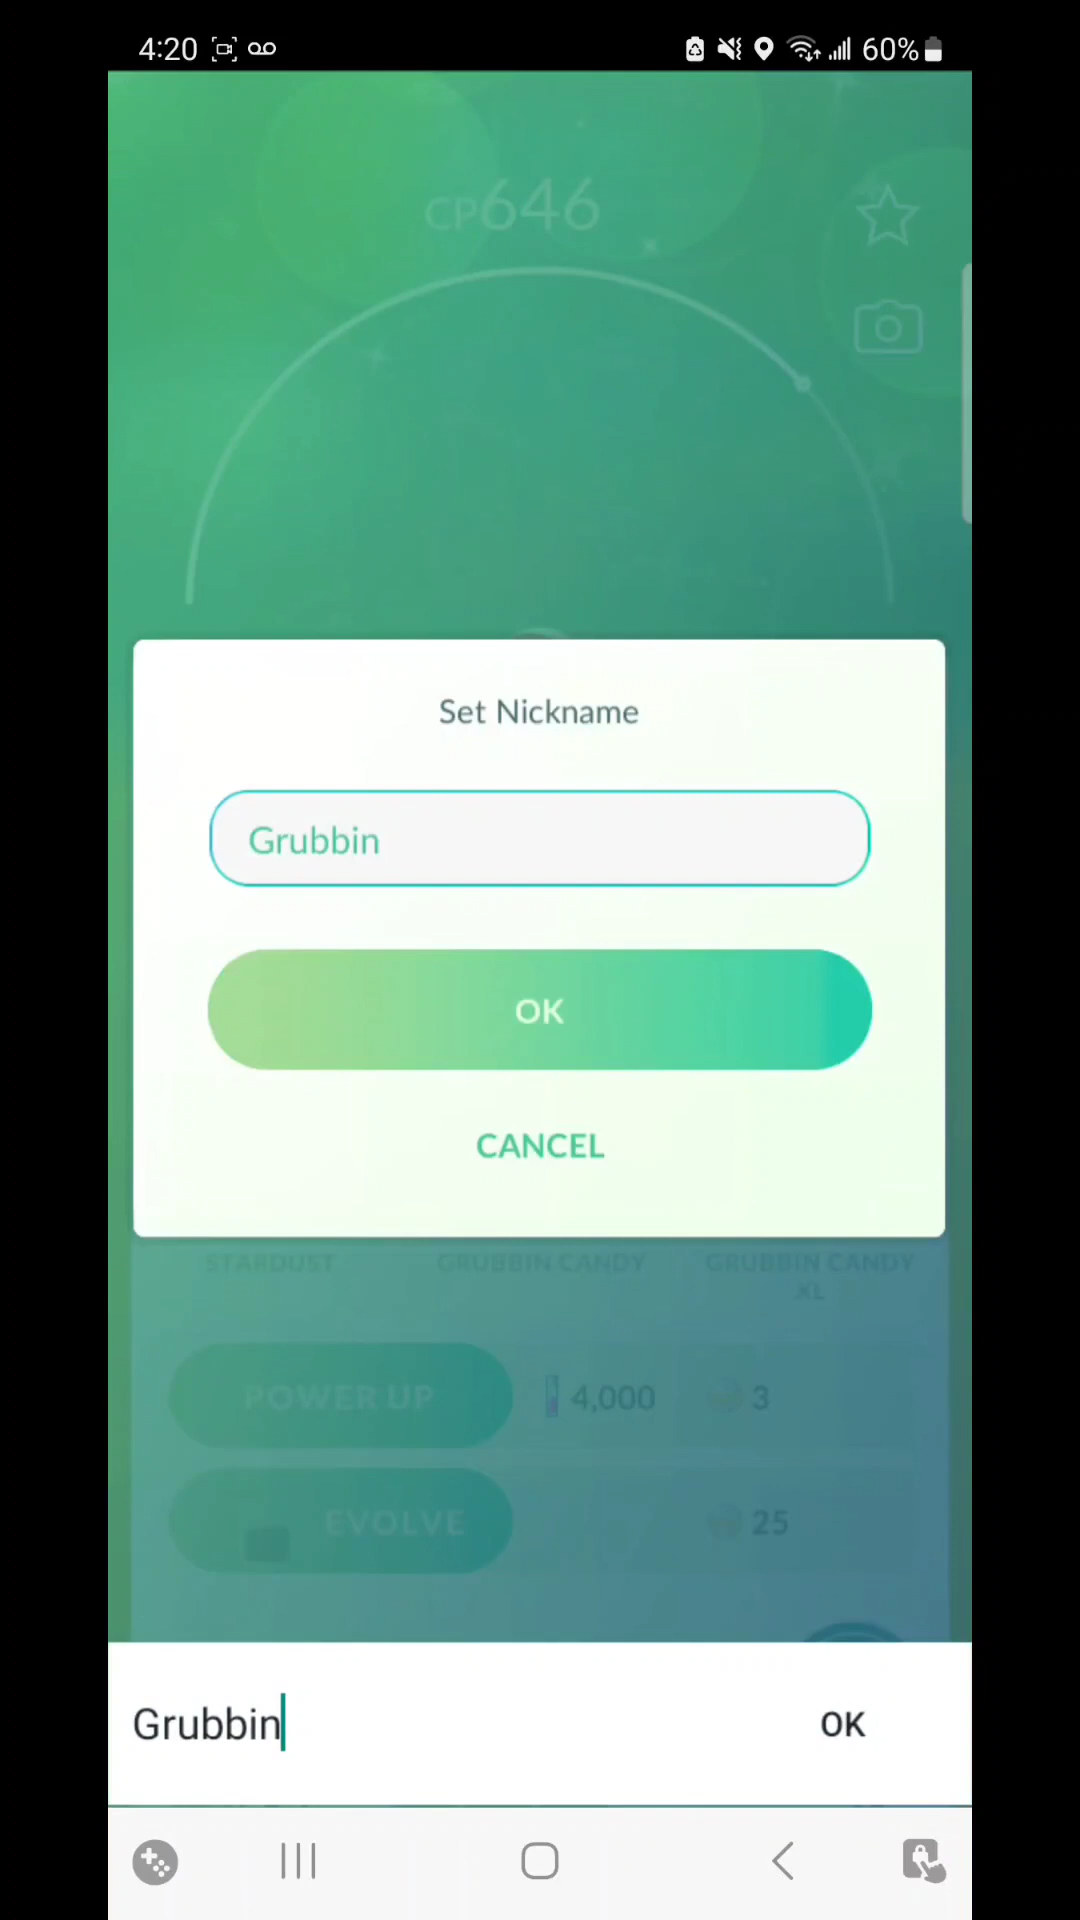 4:20 60%
CP646
Set Nickname
Grubbin
OK
CANCEL
STARDUST GRUBBIN CANDY GRUBBIN CANDY
XL
POWER UP 4,000 3
EVOLVE 25
Grubbin OK